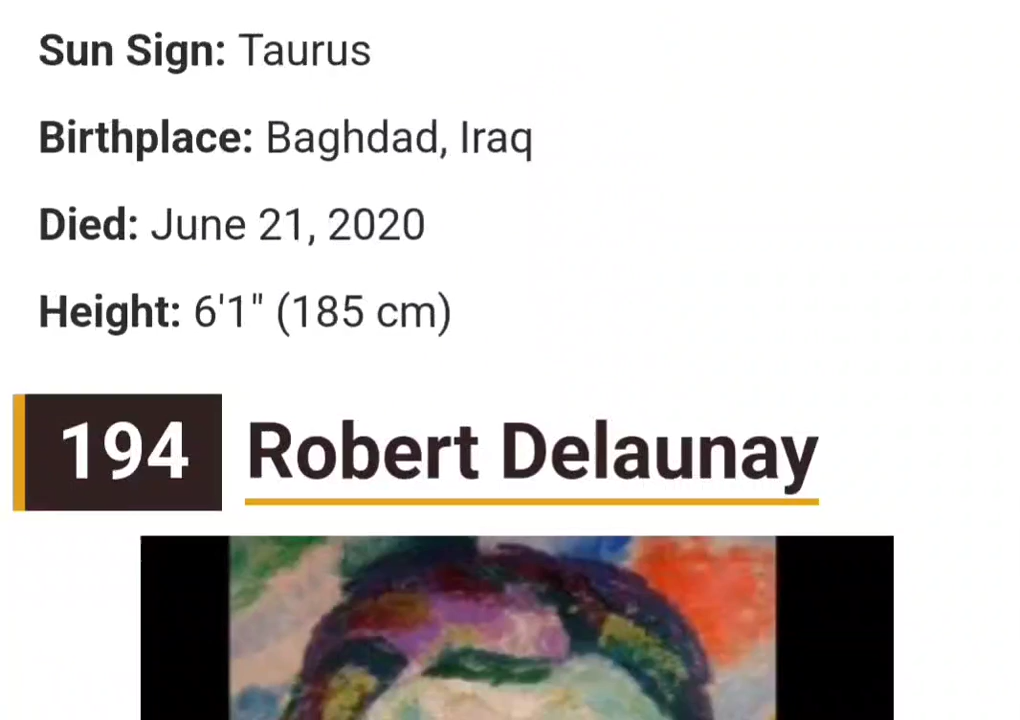 Sun Sign: Taurus
Birthplace: Baghdad, Iraq
Died: June 21, 2020
Height: 6'1" (185 cm)
194 Robert Delaunay